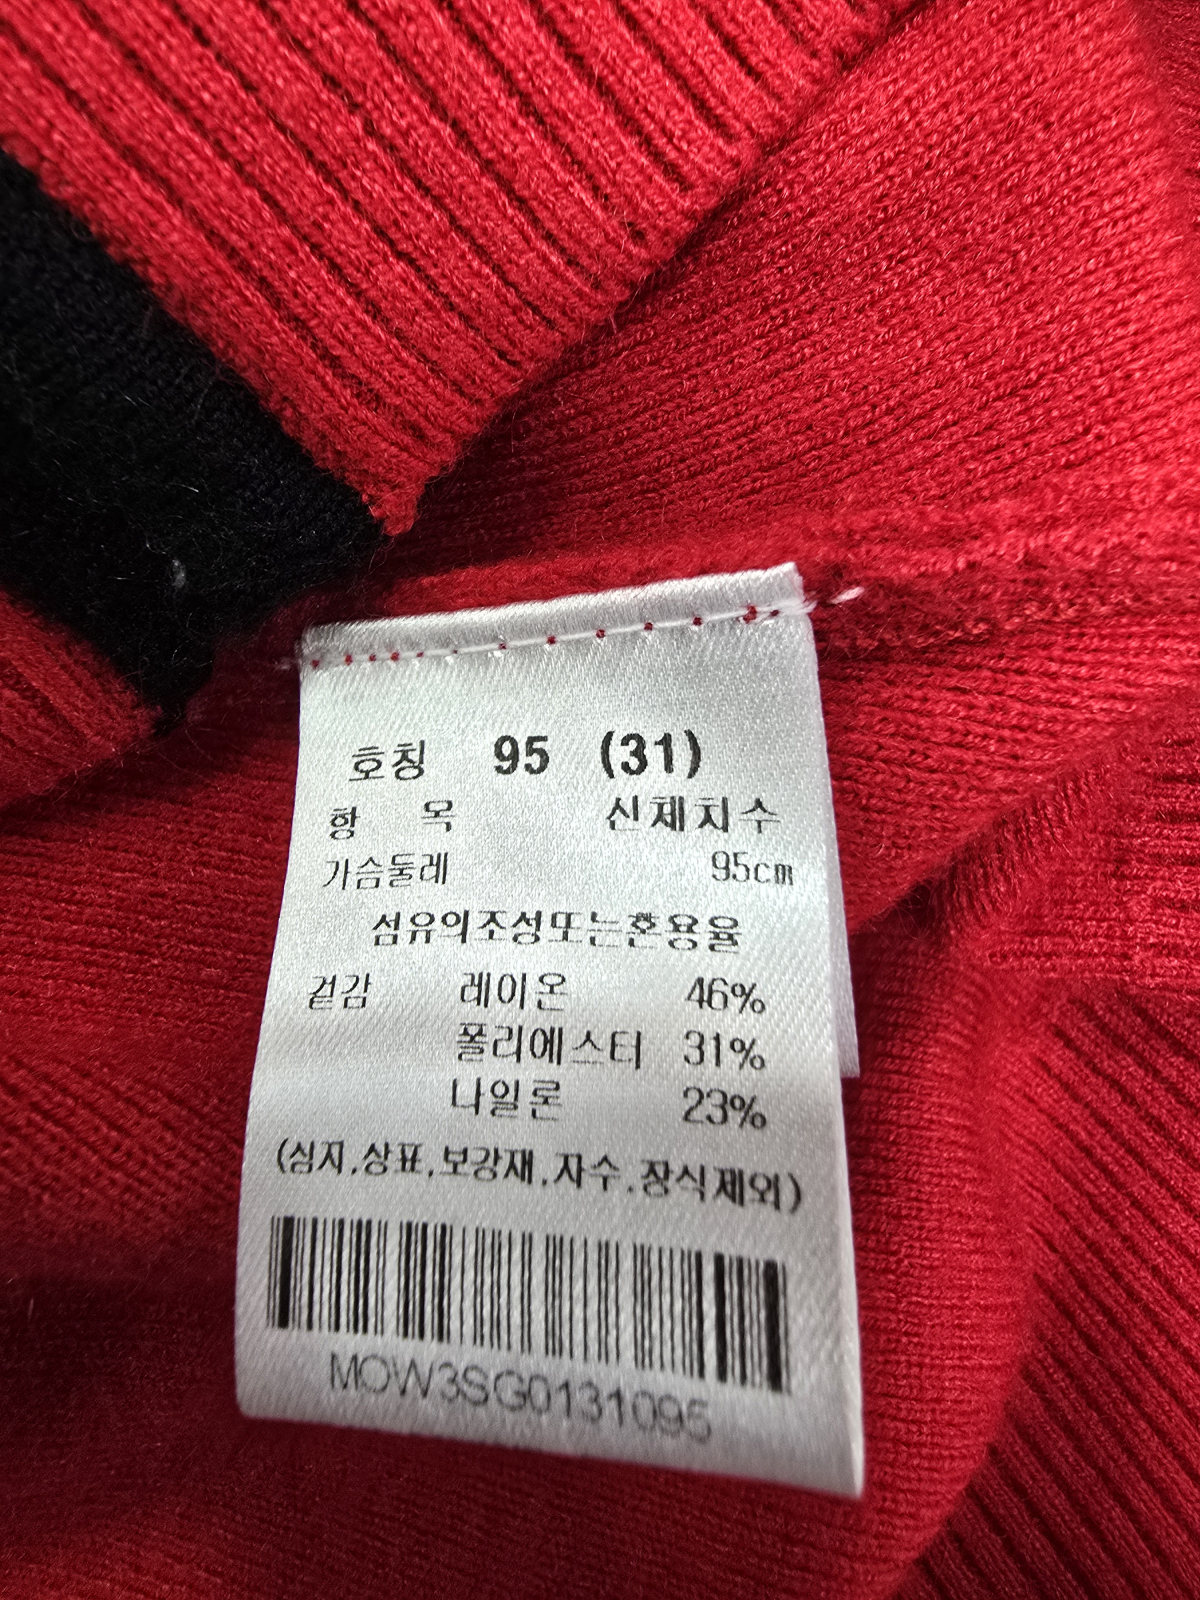 호칭 95 (31)
항 목 신체치수
가슴둘레 95cm
섬유의조성또는혼용율
겉감 레이온 46%
폴리에스터 31%
나일론 23%
(심지.상표.보강재.자수.장식제외)
MOW3SG0131095